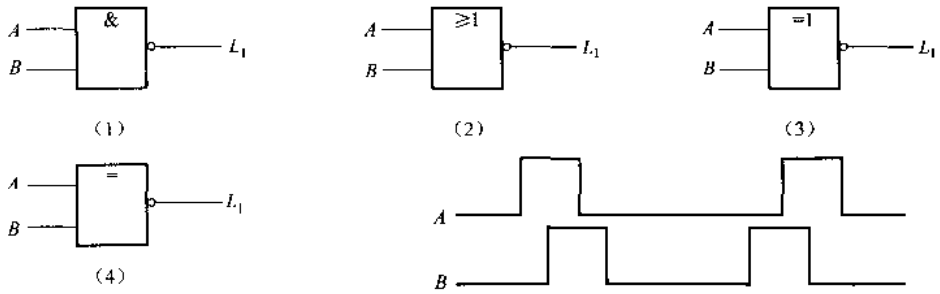 &
A
B
L₁
(1)
≥1
A
B
L₁
(2)
=1
A
B
L₁
(3)
=
A
B
L₁
(4)
A
B